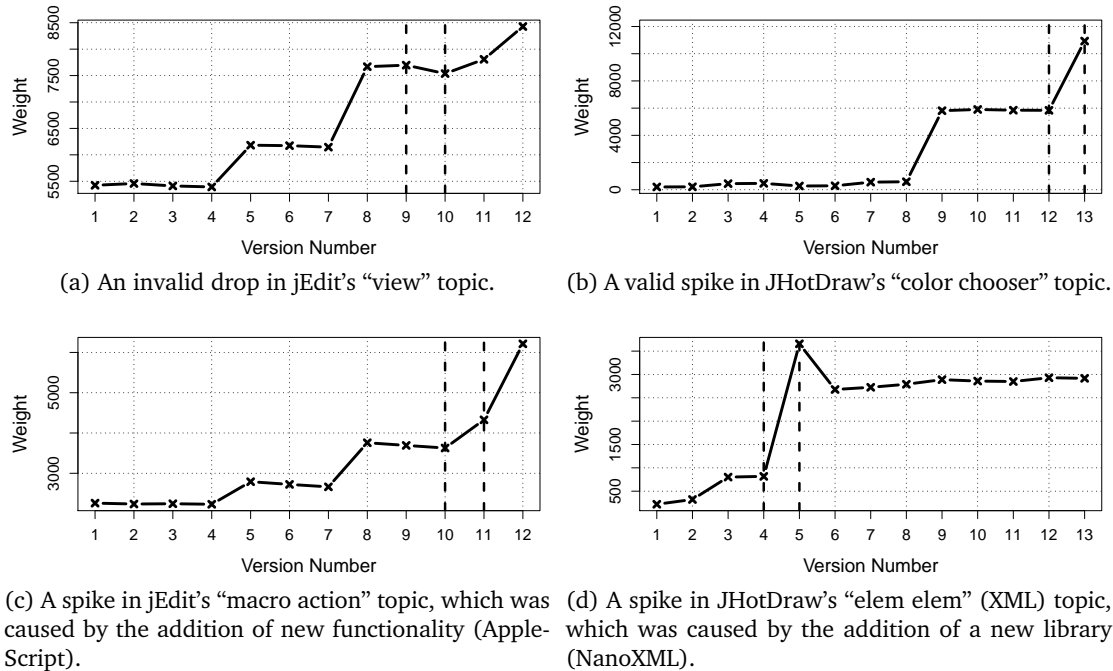 8500
7500
6500
5500
Weight
1 2 3 4 5 6 7 8 9 10 11 12
Version Number
(a) An invalid drop in jEdit's “view” topic.
12000
8000
4000
0
Weight
1 2 3 4 5 6 7 8 9 10 11 12 13
Version Number
(b) A valid spike in JHotDraw's “color chooser” topic.
5000
3000
Weight
1 2 3 4 5 6 7 8 9 10 11 12
Version Number
(c) A spike in jEdit's “macro action” topic, which was
caused by the addition of new functionality (Apple-
Script).
3000
1500
500
Weight
1 2 3 4 5 6 7 8 9 10 11 12 13
Version Number
(d) A spike in JHotDraw's “elem elem” (XML) topic,
which was caused by the addition of a new library
(NanoXML).